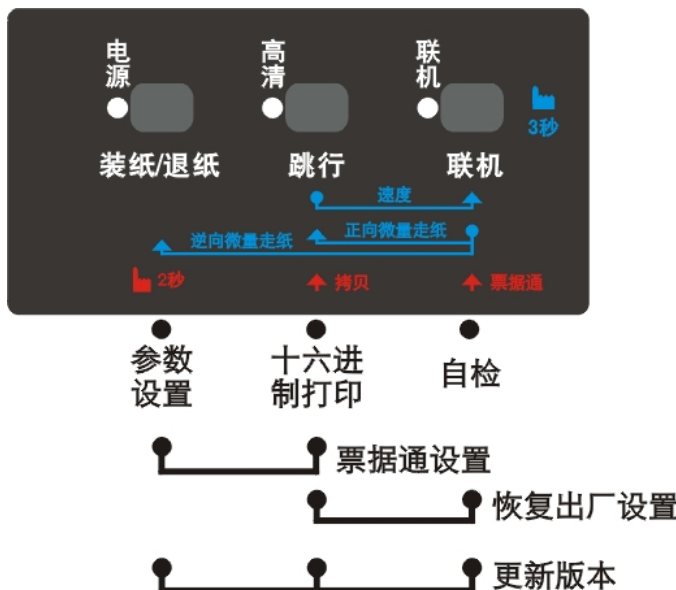 电源
高清
联机
3秒
装纸/退纸
跳行
联机
速度
正向微量走纸
逆向微量走纸
2秒
拷贝
票据通
参数
设置
十六进
制打印
自检
票据通设置
恢复出厂设置
更新版本